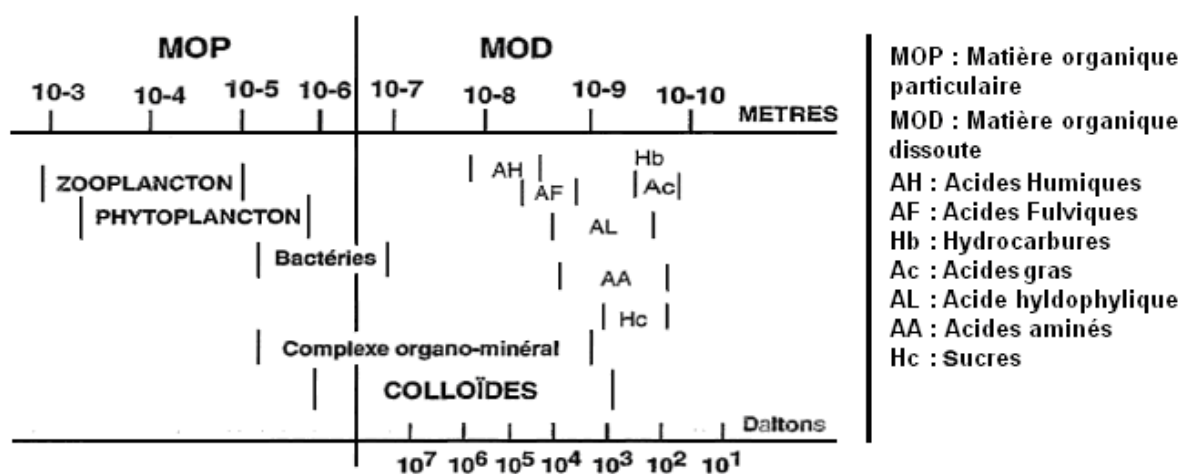 MOP MOD
10-3 10-4 10-5 10-6 10-7 10-8 10-9 10-10
METRES
Hb
ZOOPLANCTON AH Ac
AF
PHYTOPLANCTON AL
Bactéries AA
Hc
Complexe organo-minéral
COLLOÏDES
Daltons
10⁷ 10⁶ 10⁵ 10⁴ 10³ 10² 10¹
MOP : Matière organique
particulaire
MOD : Matière organique
dissoute
AH : Acides Humiques
AF : Acides Fulviques
Hb : Hydrocarbures
Ac : Acides gras
AL : Acide hyldophylique
AA : Acides aminés
Hc : Sucres